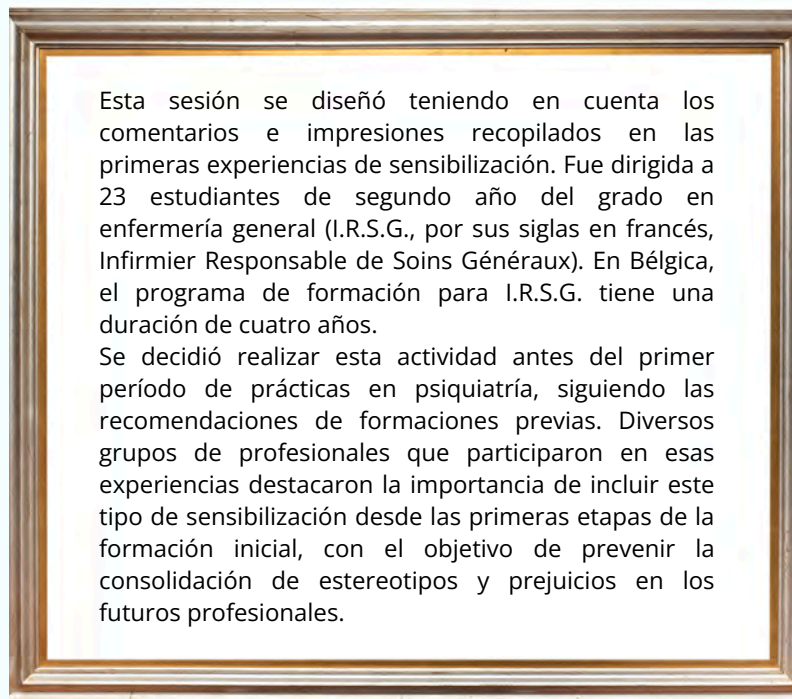 Esta sesión se diseñó teniendo en cuenta los
comentarios e impresiones recopilados en las
primeras experiencias de sensibilización. Fue dirigida a
23 estudiantes de segundo año del grado en
enfermería general (I.R.S.G., por sus siglas en francés,
Infirmier Responsable de Soins Généraux). En Bélgica,
el programa de formación para I.R.S.G. tiene una
duración de cuatro años.
Se decidió realizar esta actividad antes del primer
período de prácticas en psiquiatría, siguiendo las
recomendaciones de formaciones previas. Diversos
grupos de profesionales que participaron en esas
experiencias destacaron la importancia de incluir este
tipo de sensibilización desde las primeras etapas de la
formación inicial, con el objetivo de prevenir la
consolidación de estereotipos y prejuicios en los
futuros profesionales.